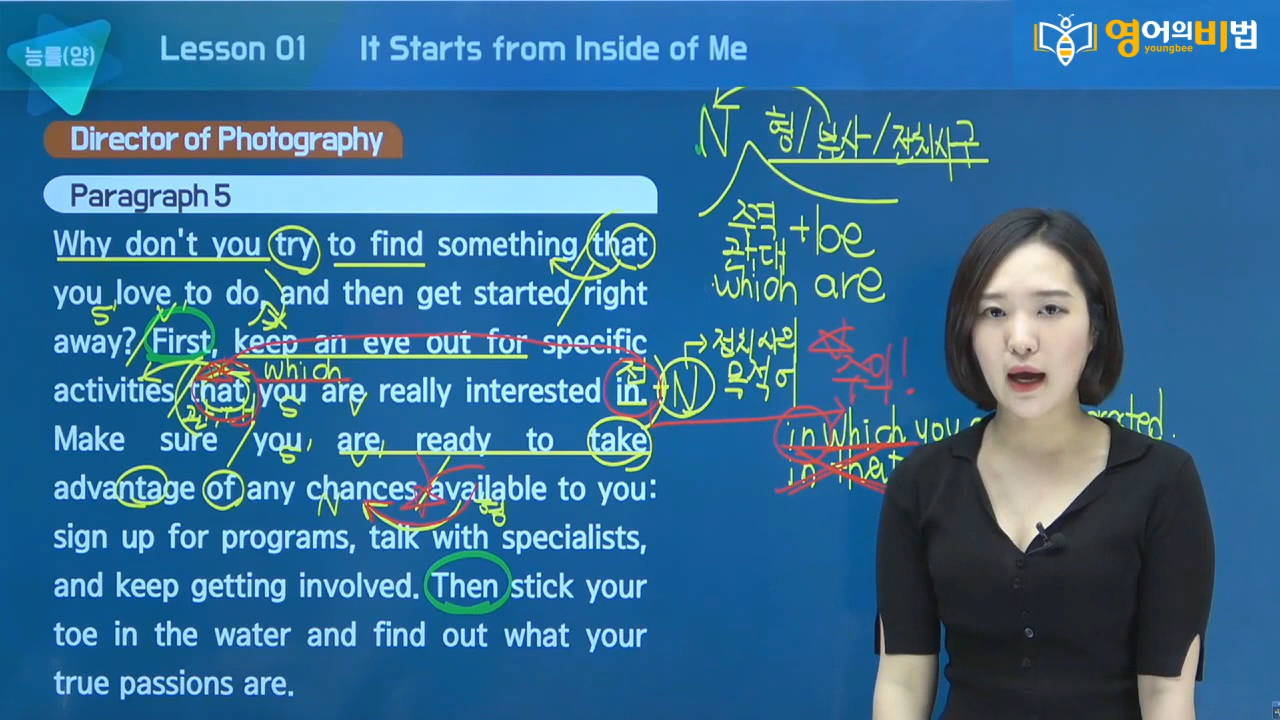 능률(양)
Lesson 01 It Starts from Inside of Me
영어의비법
youngbee
Director of Photography
Paragraph 5
Why don't you try to find something that
you love to do, and then get started right
away? First, keep an eye out for specific
activities that you are really interested in.
Make sure you are ready to take
advantage of any chances available to you:
sign up for programs, talk with specialists,
and keep getting involved. Then stick your
toe in the water and find out what your
true passions are.
N 형/분사/전치사구
주격 + be
관·대
which are
which
전 + N → 전치사의
목적어
주의!
in which you
in that
S' V'
S V
S' V'
N 형